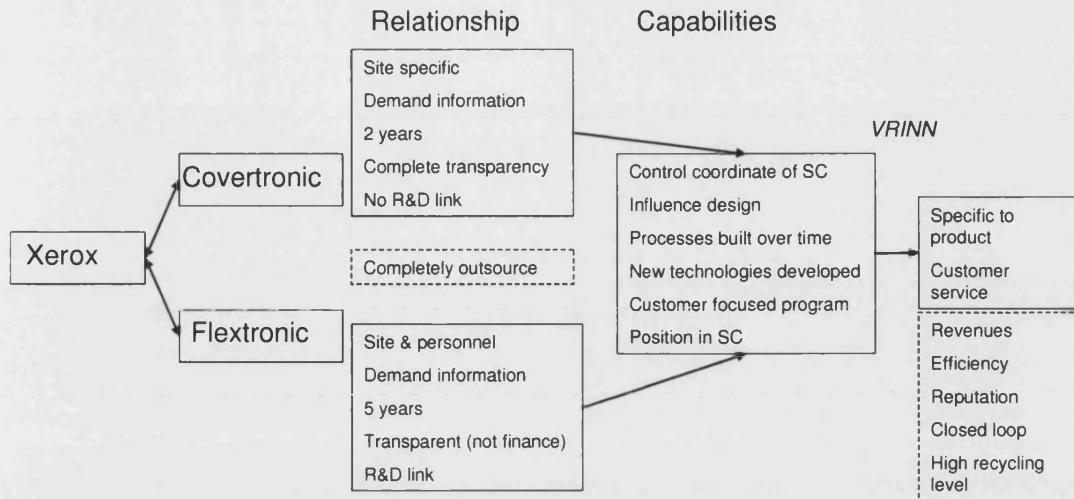 Relationship
Capabilities
Site specific
Demand information
2 years
Complete transparency
No R&D link
VRINN
Covertronic
Xerox
Flextronic
Completely outsource
Site & personnel
Demand information
5 years
Transparent (not finance)
R&D link
Control coordinate of SC
Influence design
Processes built over time
New technologies developed
Customer focused program
Position in SC
Specific to
product
Customer
service
Revenues
Efficiency
Reputation
Closed loop
High recycling
level